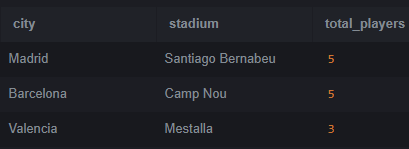 city stadium total_players
Madrid Santiago Bernabeu 5
Barcelona Camp Nou 5
Valencia Mestalla 3